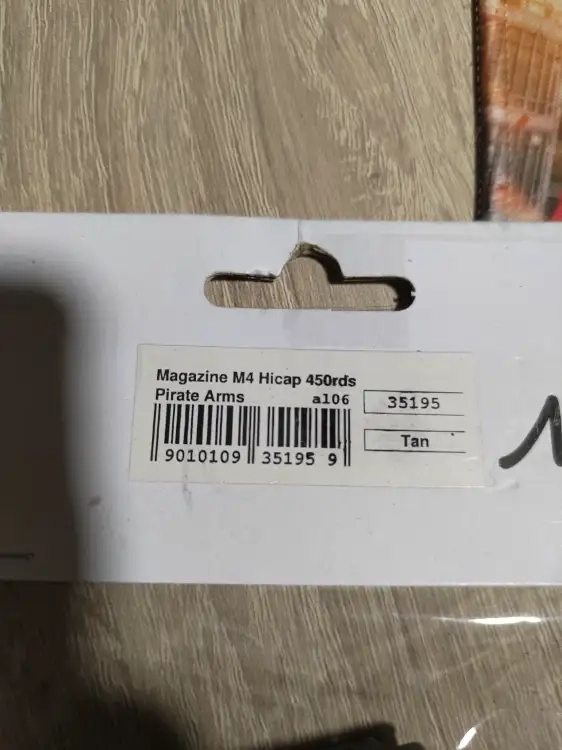 Magazine M4 Hicap 450rds
Pirate Arms a106 35195
Tan
9010109 35195 9